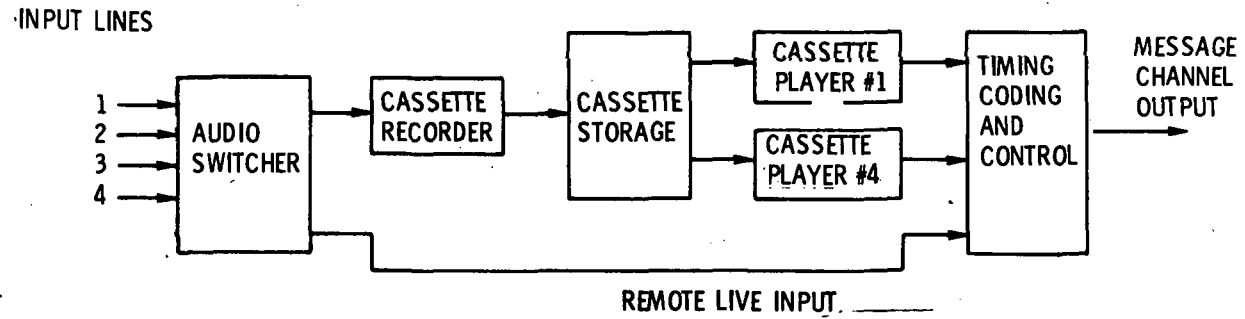 INPUT LINES
1
2
3
4
AUDIO
SWITCHER
CASSETTE
RECORDER
CASSETTE
STORAGE
CASSETTE
PLAYER #1
CASSETTE
PLAYER #4
TIMING
CODING
AND
CONTROL
MESSAGE
CHANNEL
OUTPUT
REMOTE LIVE INPUT